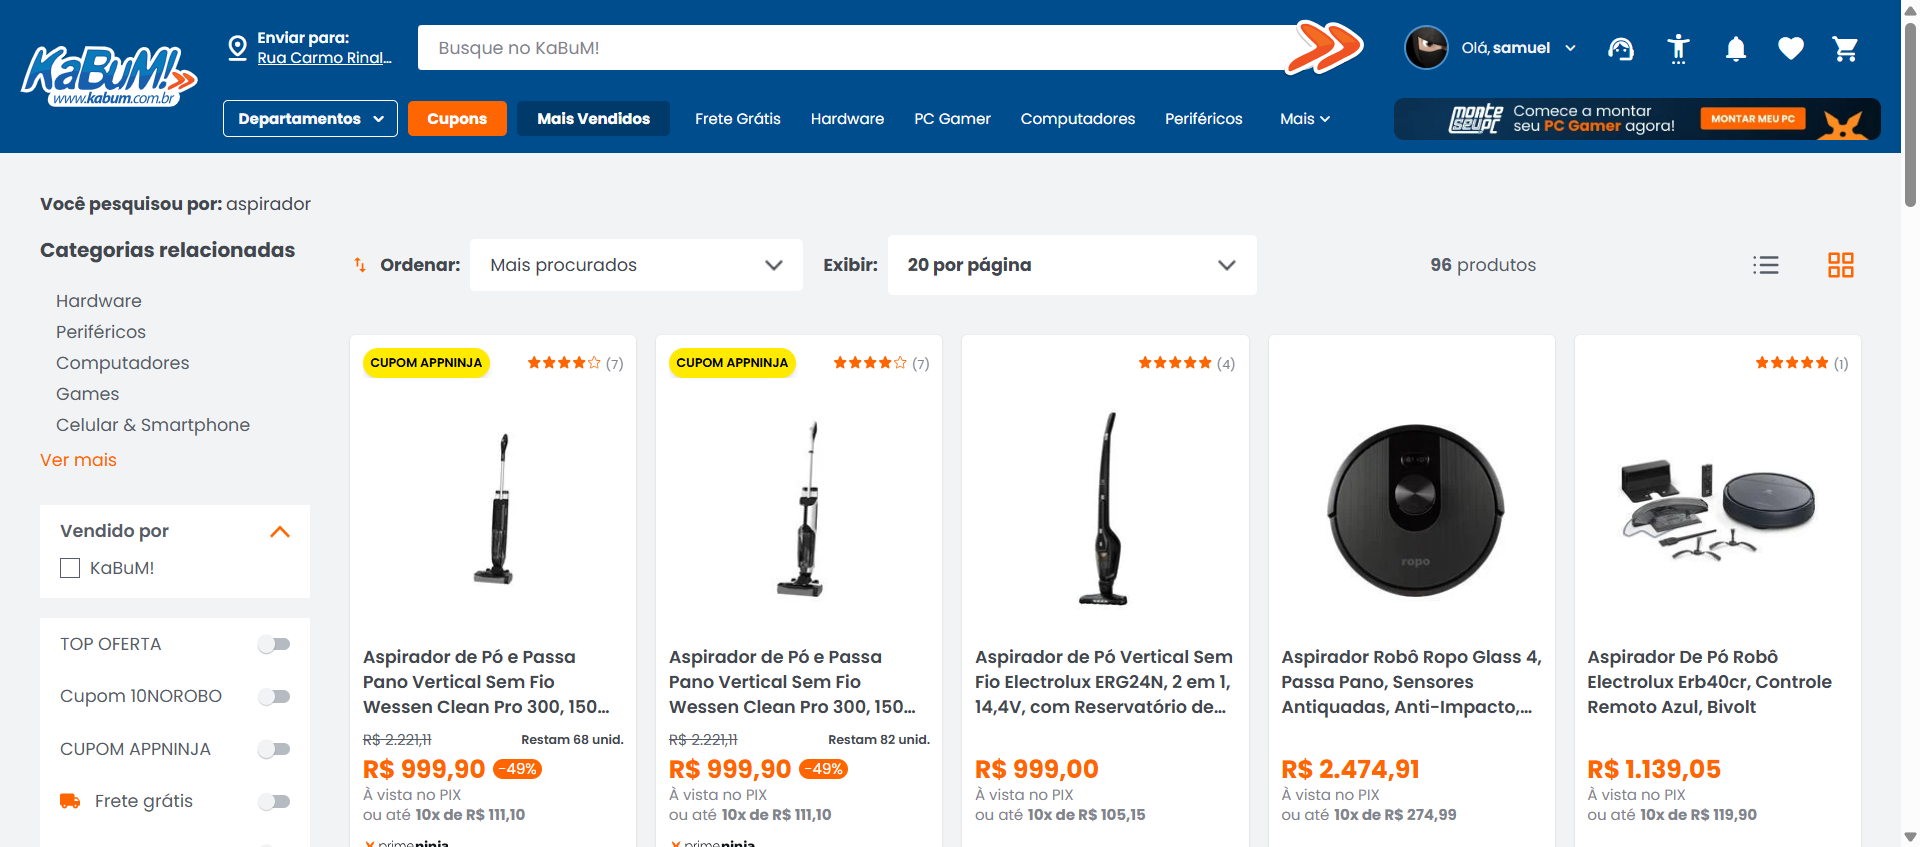 KaBuM!
www.kabum.com.br
Enviar para:
Rua Carmo Rinal...
Busque no KaBuM!
Olá, samuel
Departamentos
Cupons
Mais Vendidos
Frete Grátis
Hardware
PC Gamer
Computadores
Periféricos
Mais
monte seu PC
Comece a montar
seu PC Gamer agora!
MONTAR MEU PC
Você pesquisou por: aspirador
Categorias relacionadas
Hardware
Periféricos
Computadores
Games
Celular & Smartphone
Ver mais
Vendido por
KaBuM!
TOP OFERTA
Cupom 10NOROBO
CUPOM APPNINJA
Frete grátis
Ordenar:
Mais procurados
Exibir:
20 por página
96 produtos
CUPOM APPNINJA
(7)
Aspirador de Pó e Passa
Pano Vertical Sem Fio
Wessen Clean Pro 300, 150...
R$ 2.221,11
Restam 68 unid.
R$ 999,90 -49%
À vista no PIX
ou até 10x de R$ 111,10
primeninja
CUPOM APPNINJA
(7)
Aspirador de Pó e Passa
Pano Vertical Sem Fio
Wessen Clean Pro 300, 150...
R$ 2.221,11
Restam 82 unid.
R$ 999,90 -49%
À vista no PIX
ou até 10x de R$ 111,10
primeninja
(4)
Aspirador de Pó Vertical Sem
Fio Electrolux ERG24N, 2 em 1,
14,4V, com Reservatório de...
R$ 999,00
À vista no PIX
ou até 10x de R$ 105,15
ropo
Aspirador Robô Ropo Glass 4,
Passa Pano, Sensores
Antiquadas, Anti-Impacto,...
R$ 2.474,91
À vista no PIX
ou até 10x de R$ 274,99
(1)
Aspirador De Pó Robô
Electrolux Erb40cr, Controle
Remoto Azul, Bivolt
R$ 1.139,05
À vista no PIX
ou até 10x de R$ 119,90